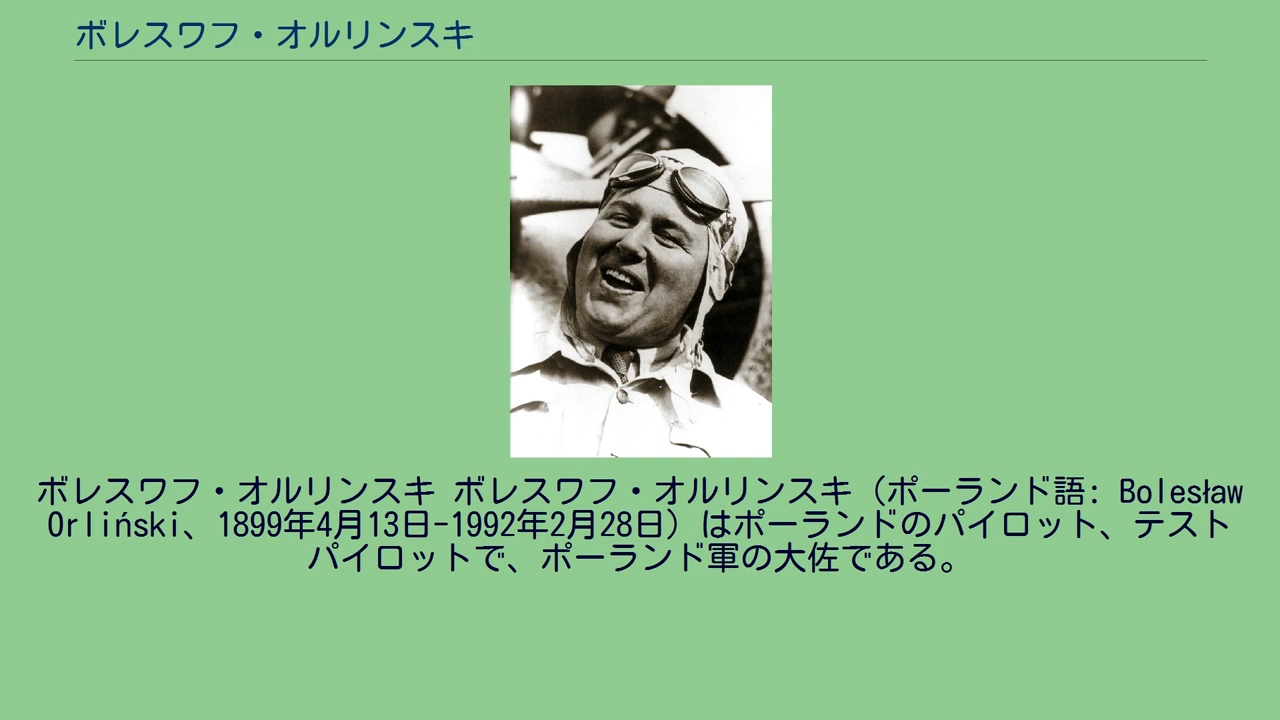 ボレスワフ・オルリンスキ
ボレスワフ・オルリンスキ ボレスワフ・オルリンスキ（ポーランド語: Bolesław
Orliński、1899年4月13日-1992年2月28日）はポーランドのパイロット、テスト
パイロットで、ポーランド軍の大佐である。